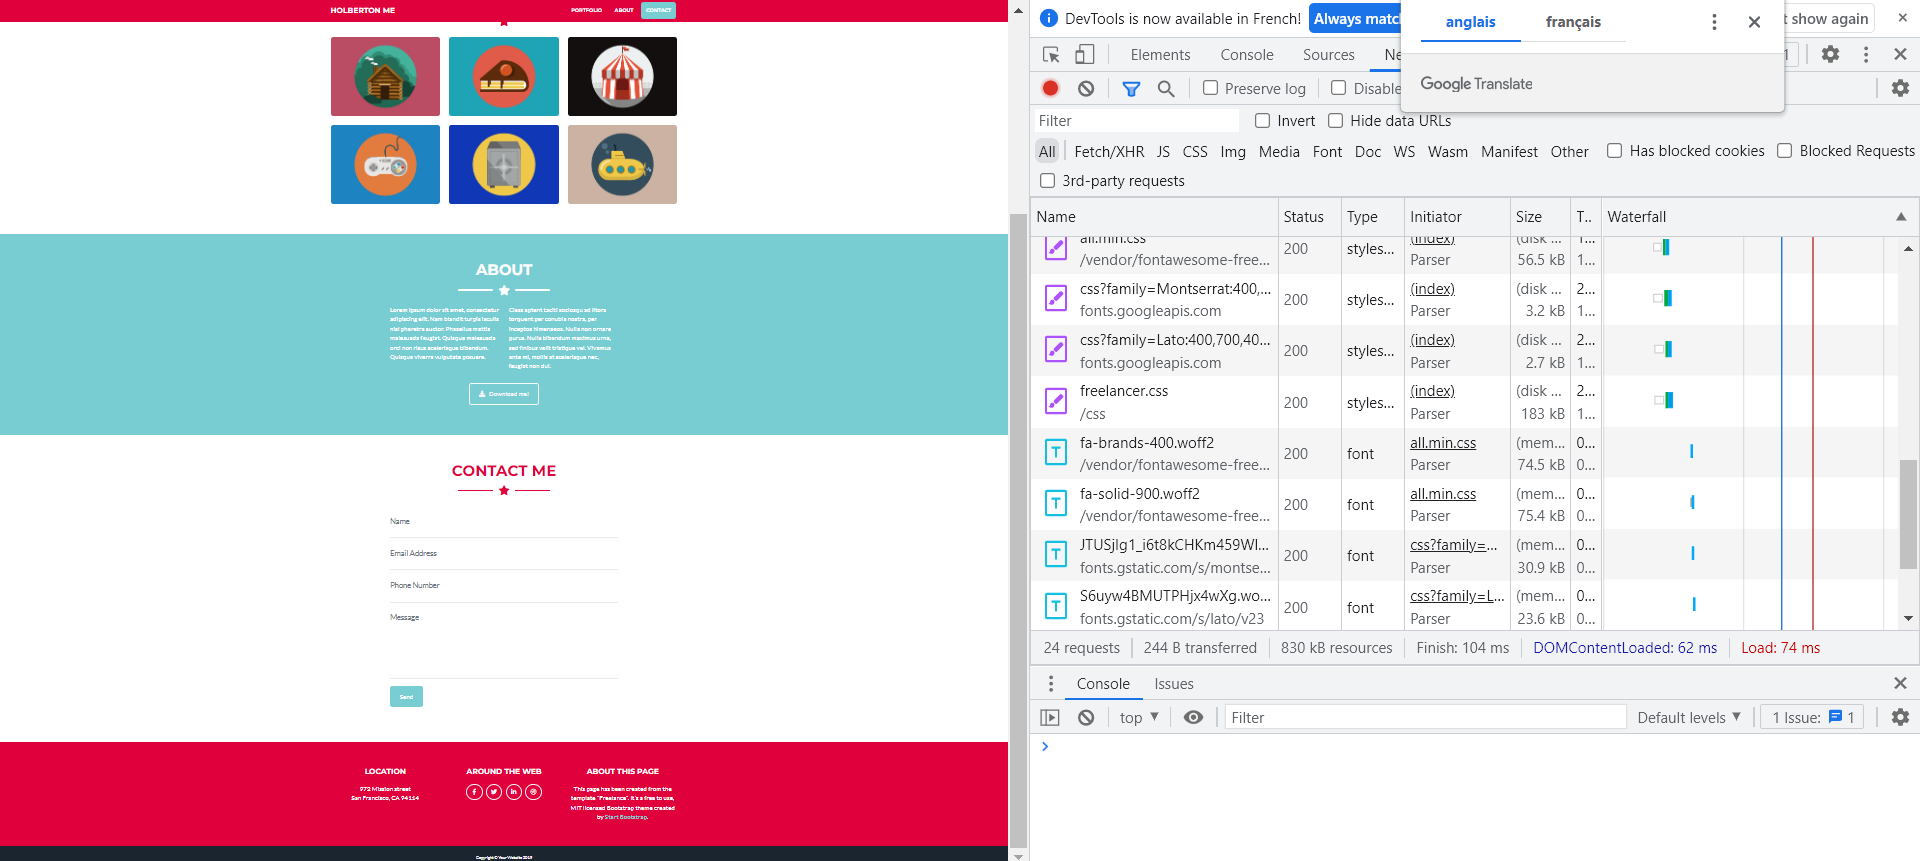 HOLBERTON ME
PORTFOLIO
ABOUT
CONTACT
ABOUT
Lorem ipsum dolor sit amet, consectetur
adipiscing elit. Nam blandit turpis iaculis
nisl pharetra auctor. Phasellus mattis
malesuada feugiat. Quisque malesuada
orci non risus scelerisque bibendum.
Quisque viverra vulputate posuere.
Class aptent taciti sociosqu ad litora
torquent per conubia nostra, per
inceptos himenaeos. Nulla non ornare
purus. Nulla bibendum maximus urna,
sed finibus velit tristique vel. Vivamus
ante mi, mollis at scelerisque nec,
feugiat non dui.
Download me!
CONTACT ME
Name
Email Address
Phone Number
Message
Send
LOCATION
972 Mission street
San Francisco, CA 94114
AROUND THE WEB
ABOUT THIS PAGE
This page has been created from the
template "Freelance". It's a free to use,
MIT licensed Bootstrap theme created
by Start Bootstrap.
Copyright © Your Website 2019
DevTools is now available in French!
Always matc
t show again
anglais
français
Google Translate
Elements
Console
Sources
Ne
1
Preserve log
Disable
Filter
Invert
Hide data URLs
All
Fetch/XHR
JS
CSS
Img
Media
Font
Doc
WS
Wasm
Manifest
Other
Has blocked cookies
Blocked Requests
3rd-party requests
Name
Status
Type
Initiator
Size
T..
Waterfall
all.min.css
(index)
(disk ...
1...
200
styles...
/vendor/fontawesome-free...
Parser
56.5 kB
1...
css?family=Montserrat:400,...
(index)
(disk ...
2...
200
styles...
fonts.googleapis.com
Parser
3.2 kB
1...
css?family=Lato:400,700,40...
(index)
(disk ...
2...
200
styles...
fonts.googleapis.com
Parser
2.7 kB
1...
freelancer.css
(index)
(disk ...
2...
200
styles...
/css
Parser
183 kB
1...
fa-brands-400.woff2
all.min.css
(mem...
0...
200
font
/vendor/fontawesome-free...
Parser
74.5 kB
0...
fa-solid-900.woff2
all.min.css
(mem...
0...
200
font
/vendor/fontawesome-free...
Parser
75.4 kB
0...
JTUSjIg1_i6t8kCHKm459Wl...
css?family=...
(mem...
0...
200
font
fonts.gstatic.com/s/montse...
Parser
30.9 kB
0...
S6uyw4BMUTPHjx4wXg.wo...
css?family=L...
(mem...
0...
200
font
fonts.gstatic.com/s/lato/v23
Parser
23.6 kB
0...
24 requests
244 B transferred
830 kB resources
Finish: 104 ms
DOMContentLoaded: 62 ms
Load: 74 ms
Console
Issues
top
Filter
Default levels
1 Issue:
1